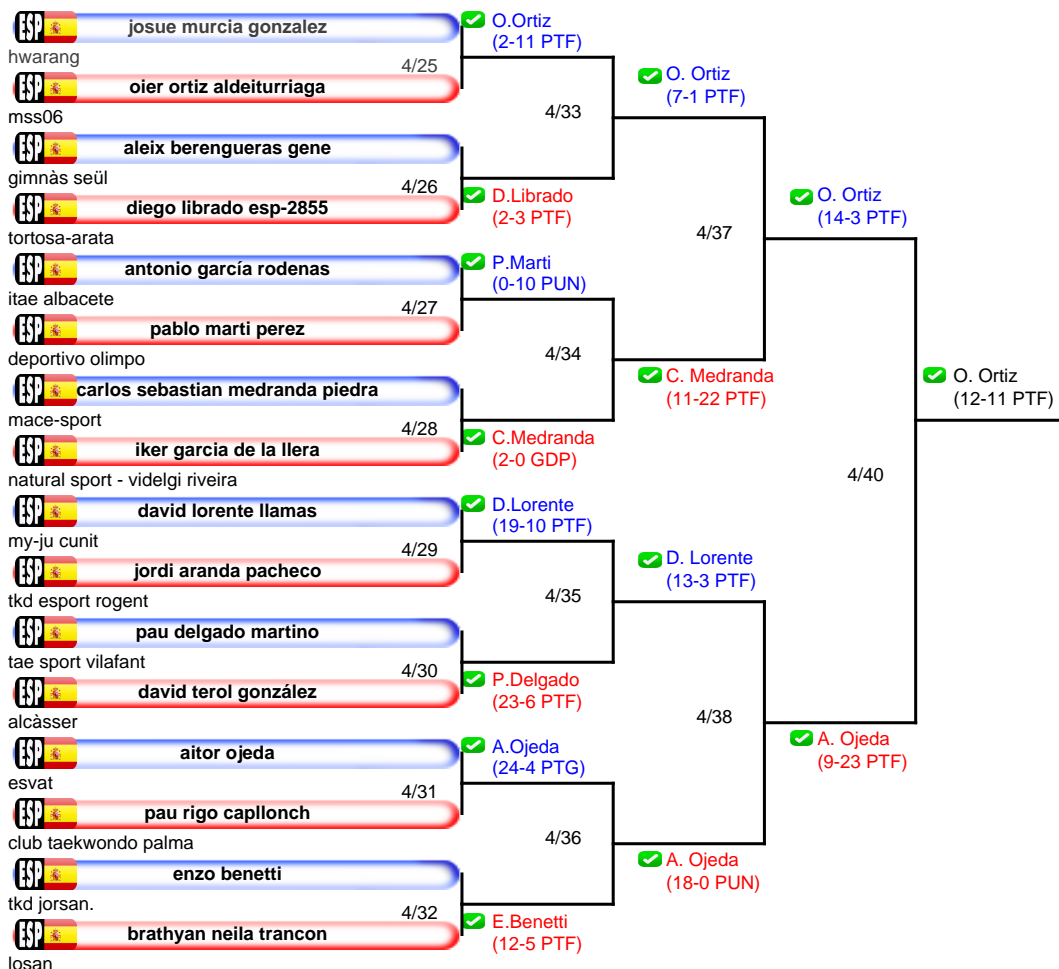 ESP josue murcia gonzalez
hwarang
O.Ortiz
(2-11 PTF)
4/25
ESP oier ortiz aldeiturriaga
mss06
4/33
O. Ortiz
(7-1 PTF)
ESP aleix berengueras gene
gimnàs seül
4/26
ESP diego librado esp-2855
tortosa-arata
D.Librado
(2-3 PTF)
4/37
O. Ortiz
(14-3 PTF)
ESP antonio garcía rodenas
itae albacete
P.Marti
(0-10 PUN)
4/27
ESP pablo marti perez
deportivo olimpo
4/34
C. Medranda
(11-22 PTF)
ESP carlos sebastian medranda piedra
mace-sport
4/28
ESP iker garcia de la llera
natural sport - videlgi riveira
C.Medranda
(2-0 GDP)
O. Ortiz
(12-11 PTF)
4/40
ESP david lorente llamas
my-ju cunit
D.Lorente
(19-10 PTF)
4/29
ESP jordi aranda pacheco
tkd esport rogent
4/35
D. Lorente
(13-3 PTF)
ESP pau delgado martino
tae sport vilafant
4/30
ESP david terol gonzález
alcàsser
P.Delgado
(23-6 PTF)
4/38
A. Ojeda
(9-23 PTF)
ESP aitor ojeda
esvat
A.Ojeda
(24-4 PTG)
4/31
ESP pau rigo capllonch
club taekwondo palma
4/36
A. Ojeda
(18-0 PUN)
ESP enzo benetti
tkd jorsan.
4/32
ESP brathyan neila trancon
losan
E.Benetti
(12-5 PTF)